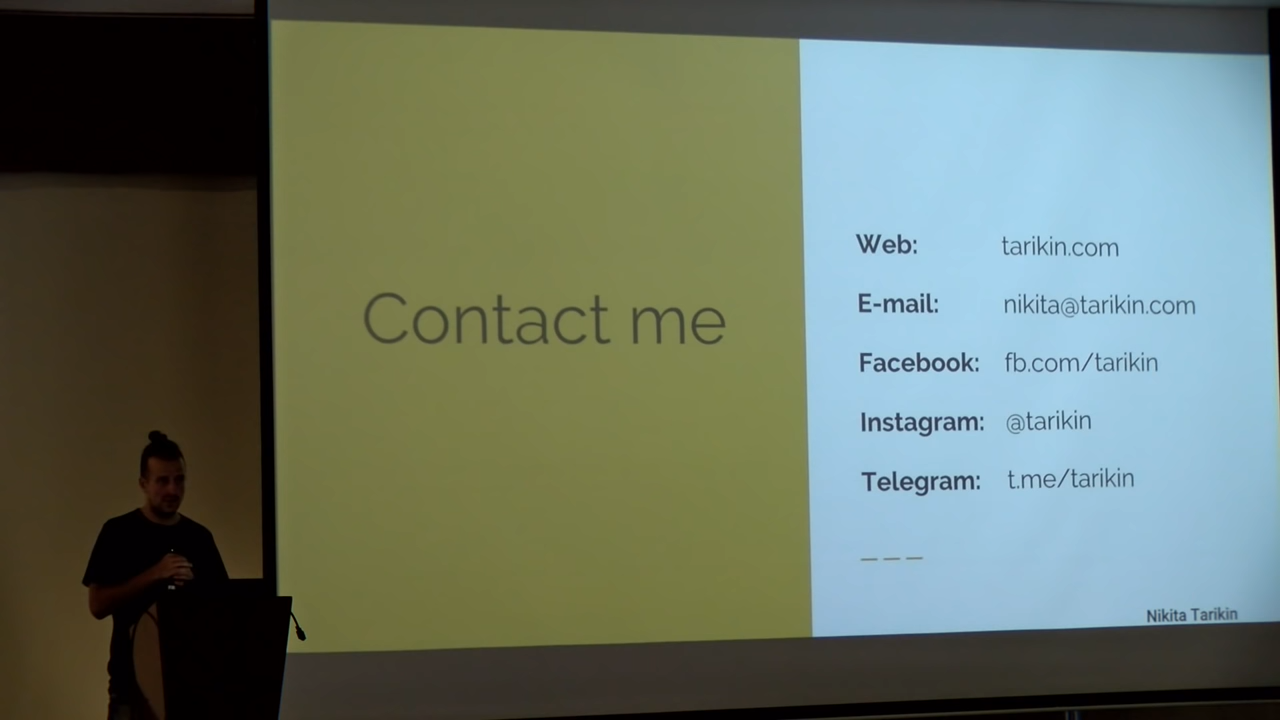 Contact me
Web: tarikin.com
E-mail: nikita@tarikin.com
Facebook: fb.com/tarikin
Instagram: @tarikin
Telegram: t.me/tarikin
Nikita Tarikin